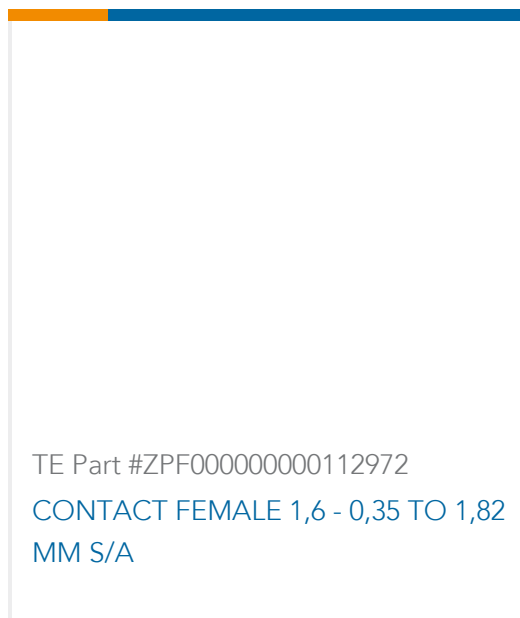 TE Part #ZPF000000000112972
CONTACT FEMALE 1,6 - 0,35 TO 1,82
MM S/A